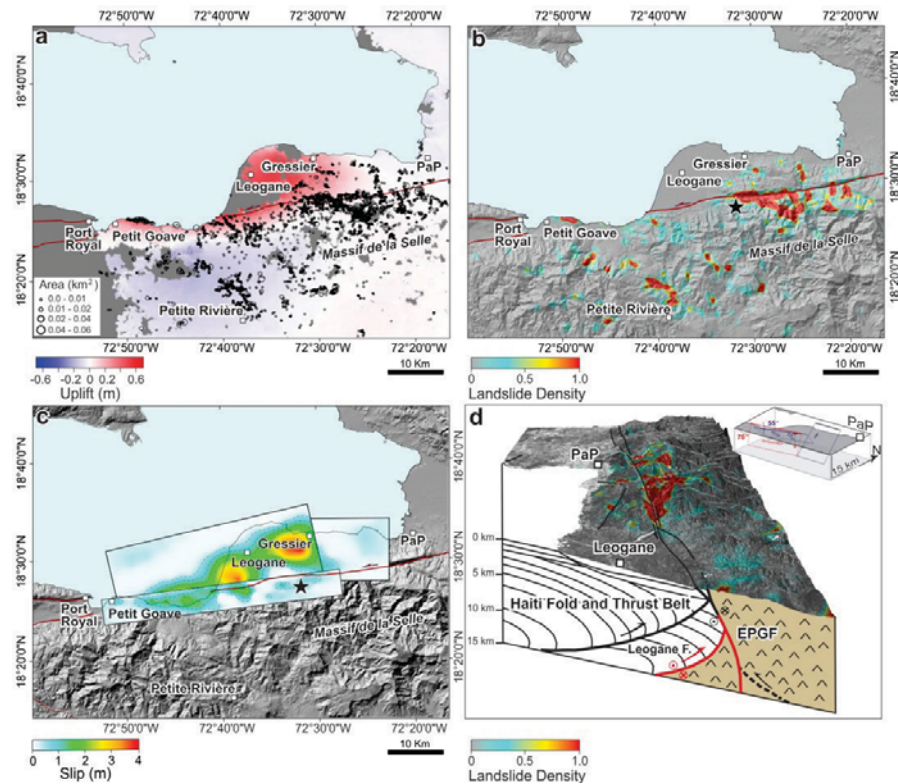 72°50'0"W 72°40'0"W 72°30'0"W 72°20'0"W
a
18°40'0"N
18°30'0"N
18°20'0"N
Gressier
Leogane
PaP
Port
Royal
Petit Goave
Massif de la Selle
Petite Rivière
Area (km²)
0.0 - 0.01
0.01 - 0.02
0.02 - 0.04
0.04 - 0.06
72°50'0"W 72°40'0"W 72°30'0"W 72°20'0"W
-0.6 -0.3 0 0.3 0.6
Uplift (m)
10 Km
72°50'0"W 72°40'0"W 72°30'0"W 72°20'0"W
b
18°40'0"N
18°30'0"N
18°20'0"N
Gressier
PaP
Leogane
Port
Royal
Petit Goave
Massif de la Selle
Petite Rivière
72°50'0"W 72°40'0"W 72°30'0"W 72°20'0"W
0 0.5 1.0
Landslide Density
10 Km
c
18°40'0"N
18°30'0"N
18°20'0"N
Gressier
PaP
Leogane
Port
Royal
Petit Goave
Massif de la Selle
Petite Rivière
72°50'0"W 72°40'0"W 72°30'0"W 72°20'0"W
0 1 2 3 4
Slip (m)
10 Km
d
PaP
55°
70°
PaP
N
15 km
Leogane
0 km
5 km
10 km
15 km
Haiti Fold and Thrust Belt
EPGF
Leogane F.
0 0.5 1.0
Landslide Density